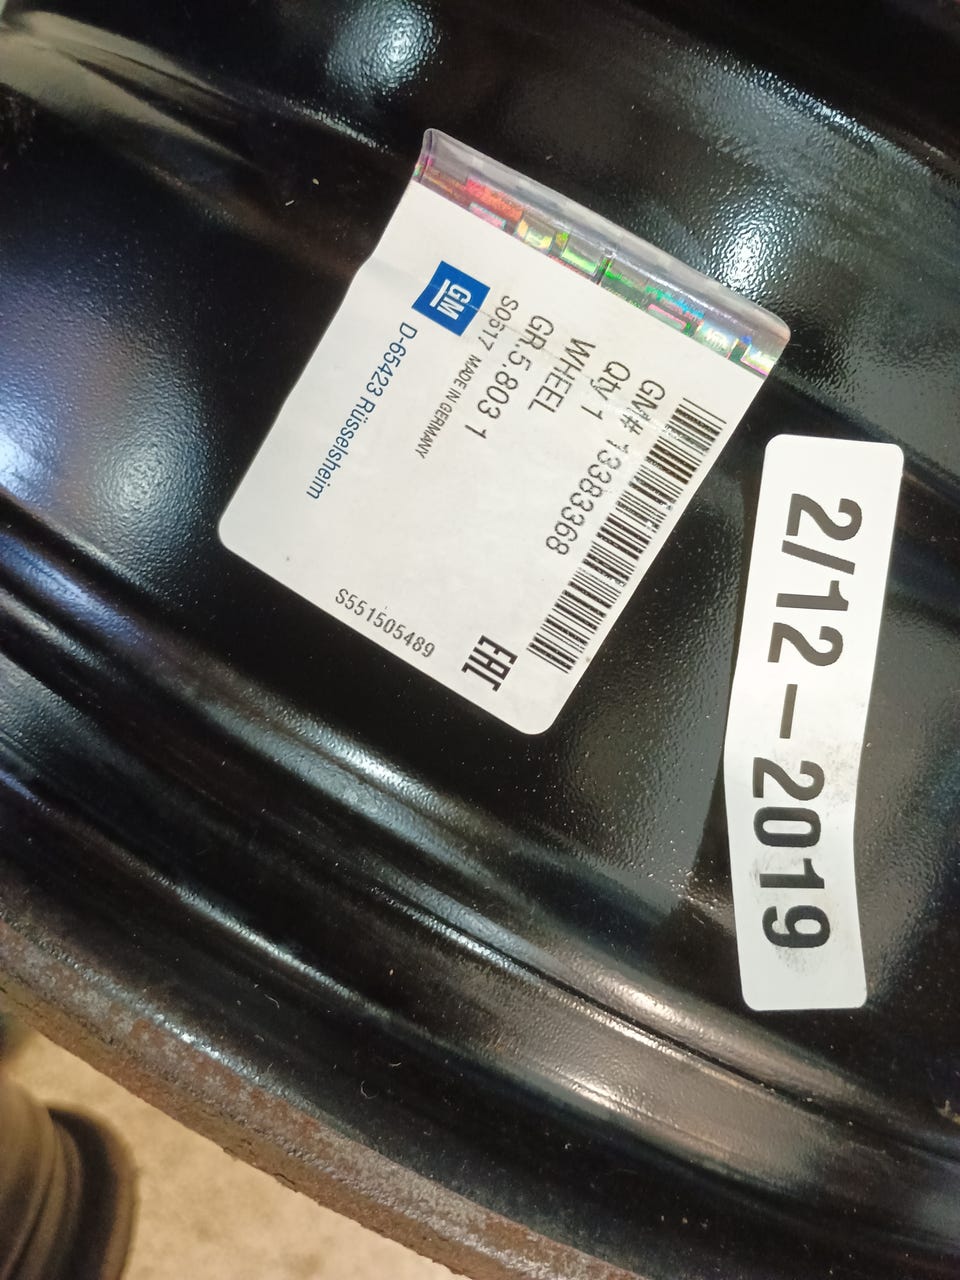 GM# 13383368
Qty 1
WHEEL
GR.5.803 1
S0617 MADE IN GERMANY
GM
D-65423 Rüsselsheim
EAC
S551505489
2/12-2019